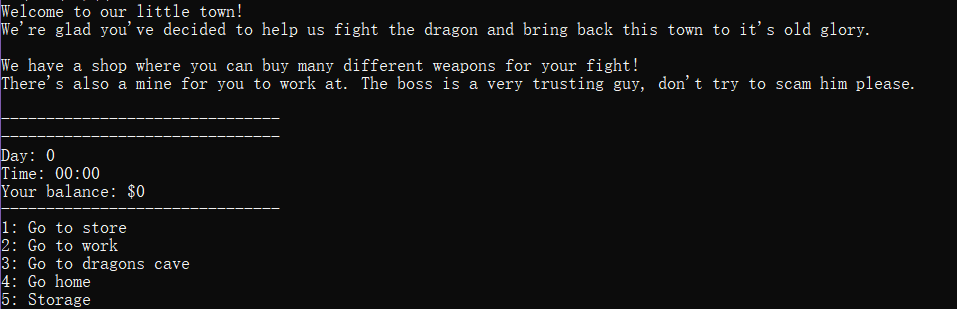 Welcome to our little town!
We're glad you've decided to help us fight the dragon and bring back this town to it's old glory.
We have a shop where you can buy many different weapons for your fight!
There's also a mine for you to work at. The boss is a very trusting guy, don't try to scam him please.
-------------------------------
-------------------------------
Day: 0
Time: 00:00
Your balance: $0
-------------------------------
1: Go to store
2: Go to work
3: Go to dragons cave
4: Go home
5: Storage